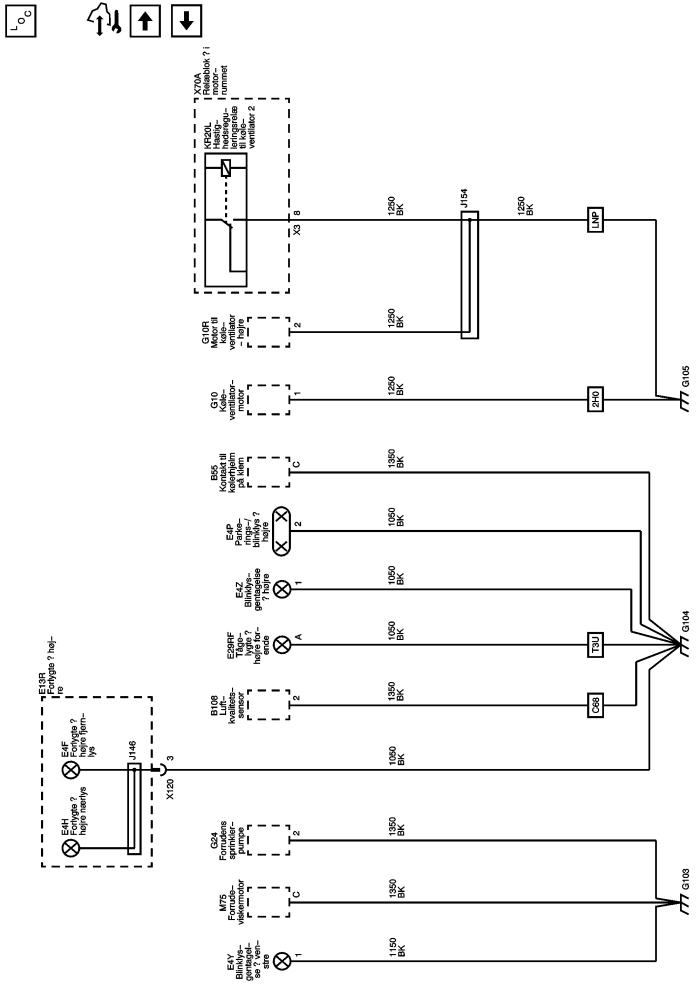 LOC
E13R
Forlygte ? høj–
re
E4H
Forlygte ?
højre nærlys
E4F
Forlygte ?
højre fjern–
lys
J146
X120
3
X70A
Relæblok ? i
motor–
rummet
KR20L
Hastig–
hedsregu–
leringsrelæ
til køle–
ventilator 2
X3
8
E4Y
Blinklys–
gentagel–
se ? ven–
stre
1
M75
Forrude–
viskermotor
C
G24
Forrudens
sprinkler–
pumpe
2
B108
Luft–
kvalitets–
sensor
2
E29RF
Tåge–
lygte ?
højre for–
ende
A
E4Z
Blinklys–
gentagelse
? højre
1
E4P
Parke–
rings–/
blinklys ?
højre
2
B55
Kontakt til
kølerhjelm
på klem
C
G10
Køle–
ventilator–
motor
1
G10R
Motor til
køle–
ventilator
– højre
2
1150
BK
1350
BK
1350
BK
1050
BK
1350
BK
1050
BK
1050
BK
1050
BK
1350
BK
1250
BK
1250
BK
1250
BK
J154
1250
BK
C68
T3U
2H0
LNP
G103
G104
G105